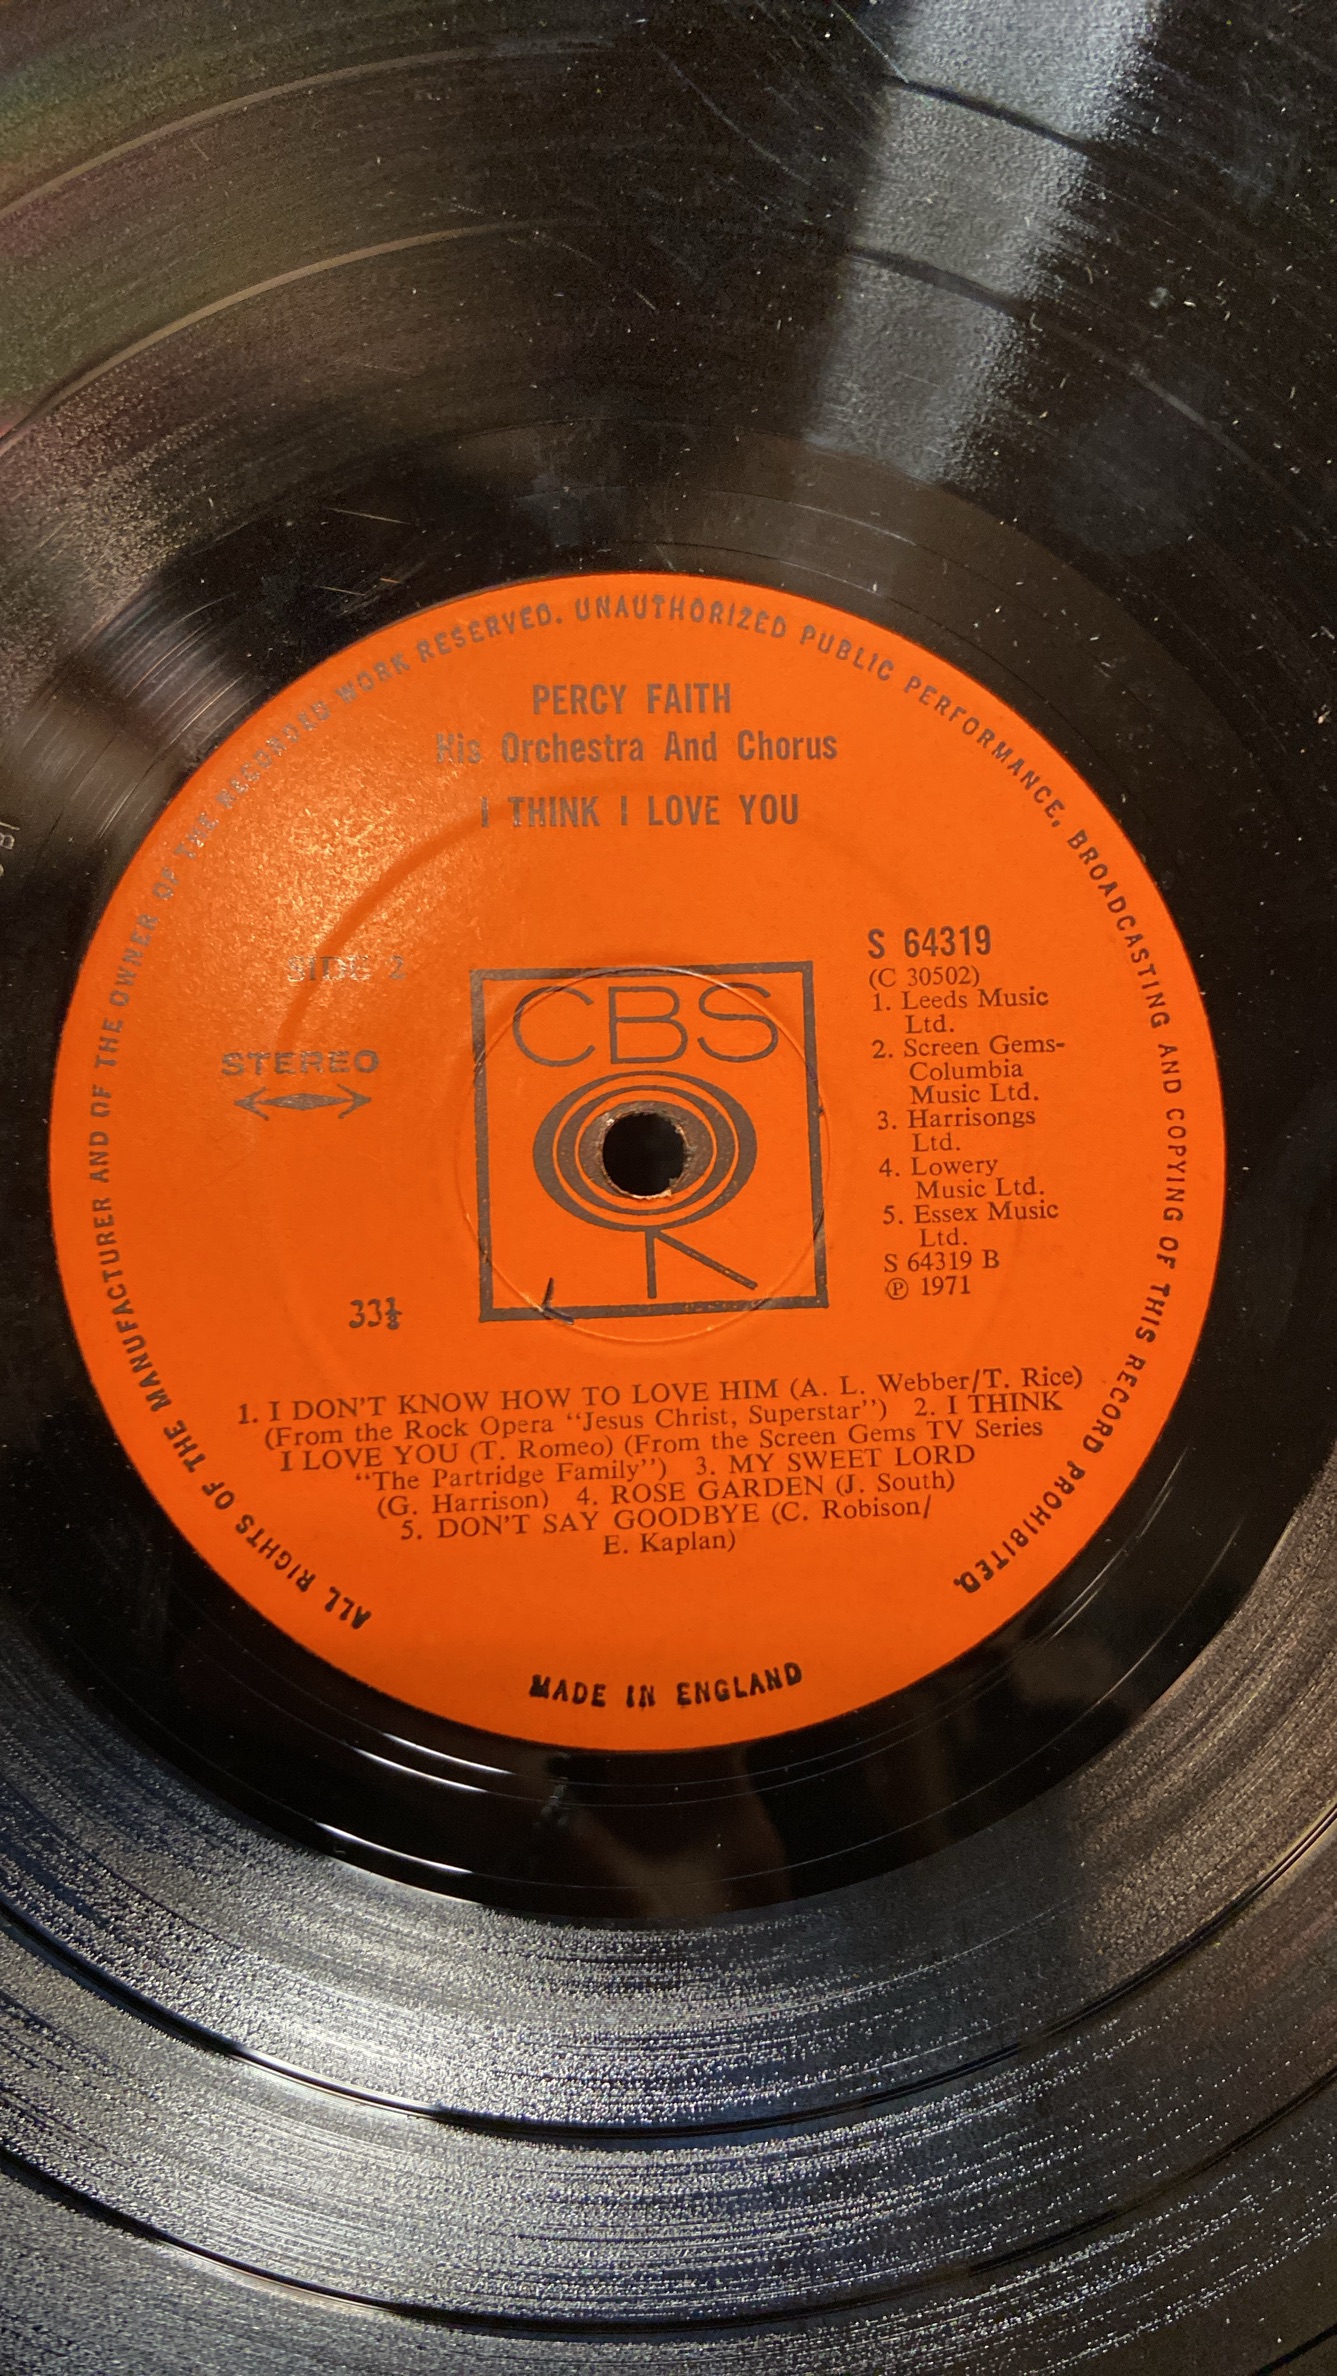 ALL RIGHTS OF THE MANUFACTURER AND OF THE OWNER OF THE RECORDED WORK RESERVED. UNAUTHORIZED PUBLIC PERFORMANCE, BROADCASTING AND COPYING OF THIS RECORD PROHIBITED.
PERCY FAITH
His Orchestra And Chorus
I THINK I LOVE YOU
SIDE 2
STEREO
33⅓
CBS
S 64319
(C 30502)
1. Leeds Music
Ltd.
2. Screen Gems-
Columbia
Music Ltd.
3. Harrisongs
Ltd.
4. Lowery
Music Ltd.
5. Essex Music
Ltd.
S 64319 B
℗ 1971
1. I DON'T KNOW HOW TO LOVE HIM (A. L. Webber/T. Rice)
(From the Rock Opera “Jesus Christ, Superstar”) 2. I THINK
I LOVE YOU (T. Romeo) (From the Screen Gems TV Series
“The Partridge Family”) 3. MY SWEET LORD
(G. Harrison) 4. ROSE GARDEN (J. South)
5. DON'T SAY GOODBYE (C. Robison/
E. Kaplan)
MADE IN ENGLAND